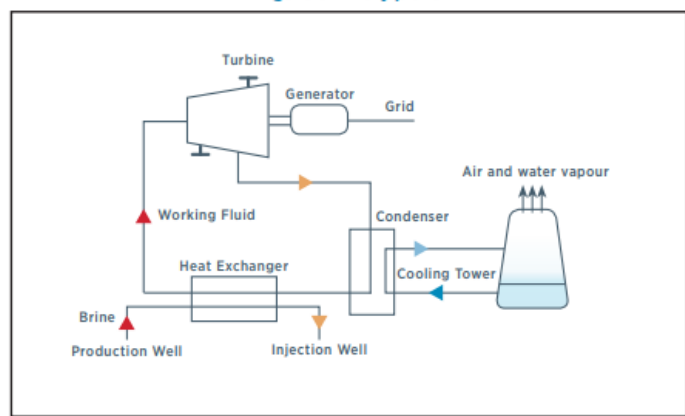 Turbine
Generator
Grid
Air and water vapour
Working Fluid
Condenser
Heat Exchanger
Cooling Tower
Brine
Production Well
Injection Well